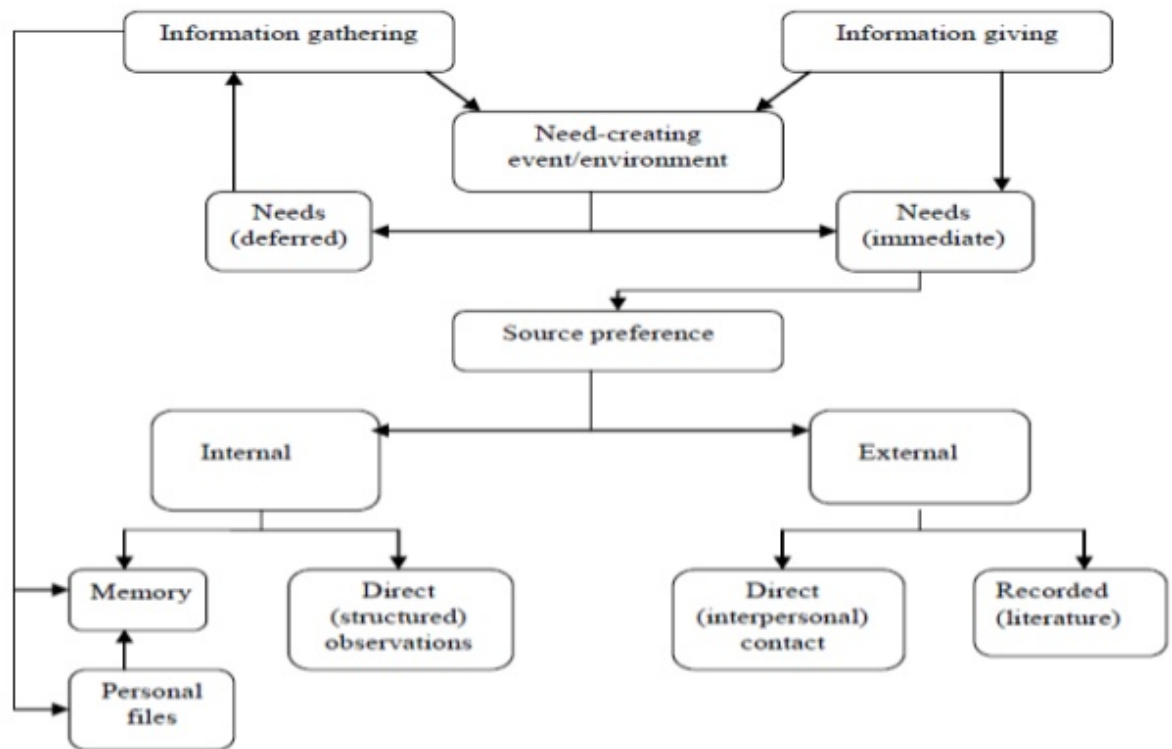 Information gathering
Information giving
Need-creating
event/environment
Needs
(deferred)
Needs
(immediate)
Source preference
Internal
External
Memory
Direct
(structured)
observations
Direct
(interpersonal)
contact
Recorded
(literature)
Personal
files